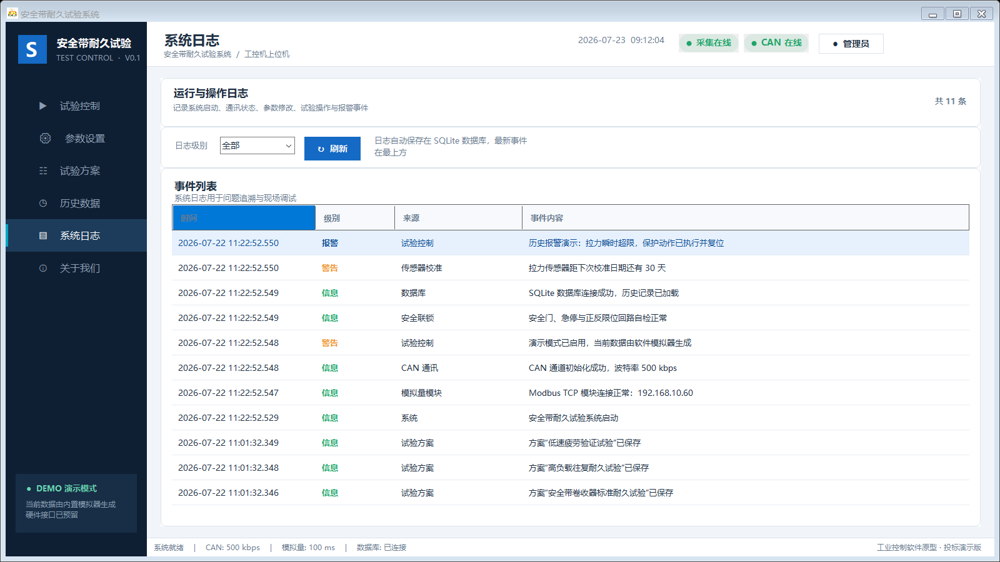 安全带耐久试验系统
S
安全带耐久试验
TEST CONTROL · V0.1
试验控制
参数设置
试验方案
历史数据
系统日志
关于我们
DEMO 演示模式
当前数据由内置模拟器生成
硬件接口已预留
系统日志
安全带耐久试验系统 / 工控机上位机
2026-07-23 09:12:04
采集在线
CAN 在线
管理员
运行与操作日志
记录系统启动、通讯状态、参数修改、试验操作与报警事件
共 11 条
日志级别
全部
刷新
日志自动保存在 SQLite 数据库，最新事件
在最上方
事件列表
系统日志用于问题追溯与现场调试
时间 级别 来源 事件内容
2026-07-22 11:22:52.550 报警 试验控制 历史报警演示：拉力瞬时超限，保护动作已执行并复位
2026-07-22 11:22:52.550 警告 传感器校准 拉力传感器距下次校准日期还有 30 天
2026-07-22 11:22:52.549 信息 数据库 SQLite 数据库连接成功，历史记录已加载
2026-07-22 11:22:52.549 信息 安全联锁 安全门、急停与正反限位回路自检正常
2026-07-22 11:22:52.548 警告 试验控制 演示模式已启用，当前数据由软件模拟器生成
2026-07-22 11:22:52.548 信息 CAN 通讯 CAN 通道初始化成功，波特率 500 kbps
2026-07-22 11:22:52.547 信息 模拟量模块 Modbus TCP 模块连接正常：192.168.10.60
2026-07-22 11:22:52.529 信息 系统 安全带耐久试验系统启动
2026-07-22 11:01:32.349 信息 试验方案 方案“低速疲劳验证试验”已保存
2026-07-22 11:01:32.348 信息 试验方案 方案“高负载往复耐久试验”已保存
2026-07-22 11:01:32.346 信息 试验方案 方案“安全带卷收器标准耐久试验”已保存
系统就绪 | CAN: 500 kbps | 模拟量: 100 ms | 数据库: 已连接
工业控制软件原型 · 投标演示版